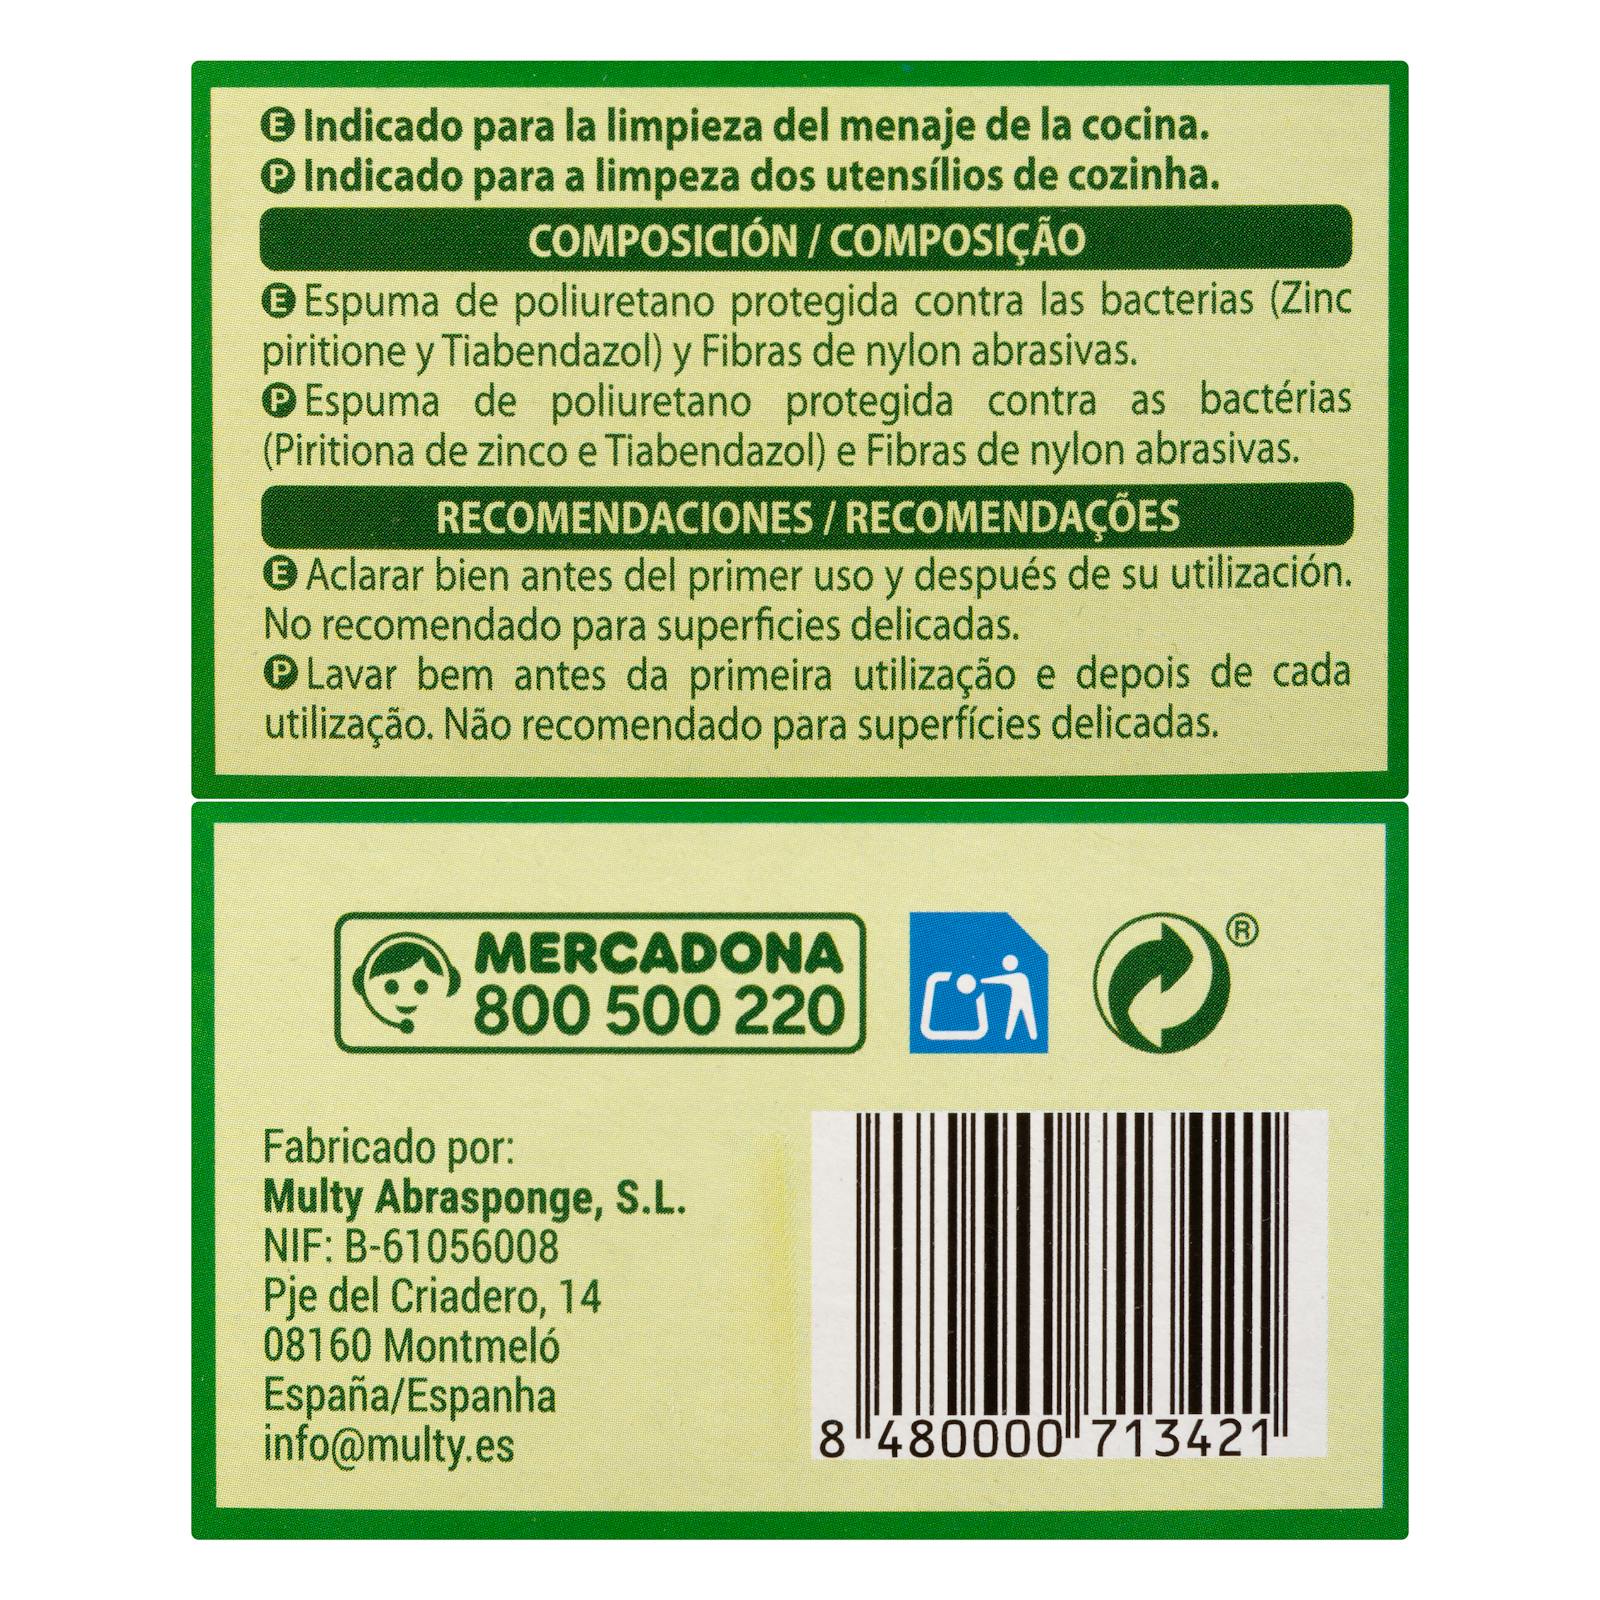 E Indicado para la limpieza del menaje de la cocina.
P Indicado para a limpeza dos utensílios de cozinha.
COMPOSICIÓN / COMPOSIÇÃO
E Espuma de poliuretano protegida contra las bacterias (Zinc
piritione y Tiabendazol) y Fibras de nylon abrasivas.
P Espuma de poliuretano protegida contra as bactérias
(Piritiona de zinco e Tiabendazol) e Fibras de nylon abrasivas.
RECOMENDACIONES / RECOMENDAÇÕES
E Aclarar bien antes del primer uso y después de su utilización.
No recomendado para superficies delicadas.
P Lavar bem antes da primeira utilização e depois de cada
utilização. Não recomendado para superfícies delicadas.
MERCADONA
800 500 220
®
Fabricado por:
Multy Abrasponge, S.L.
NIF: B-61056008
Pje del Criadero, 14
08160 Montmeló
España/Espanha
info@multy.es
8 480000 713421